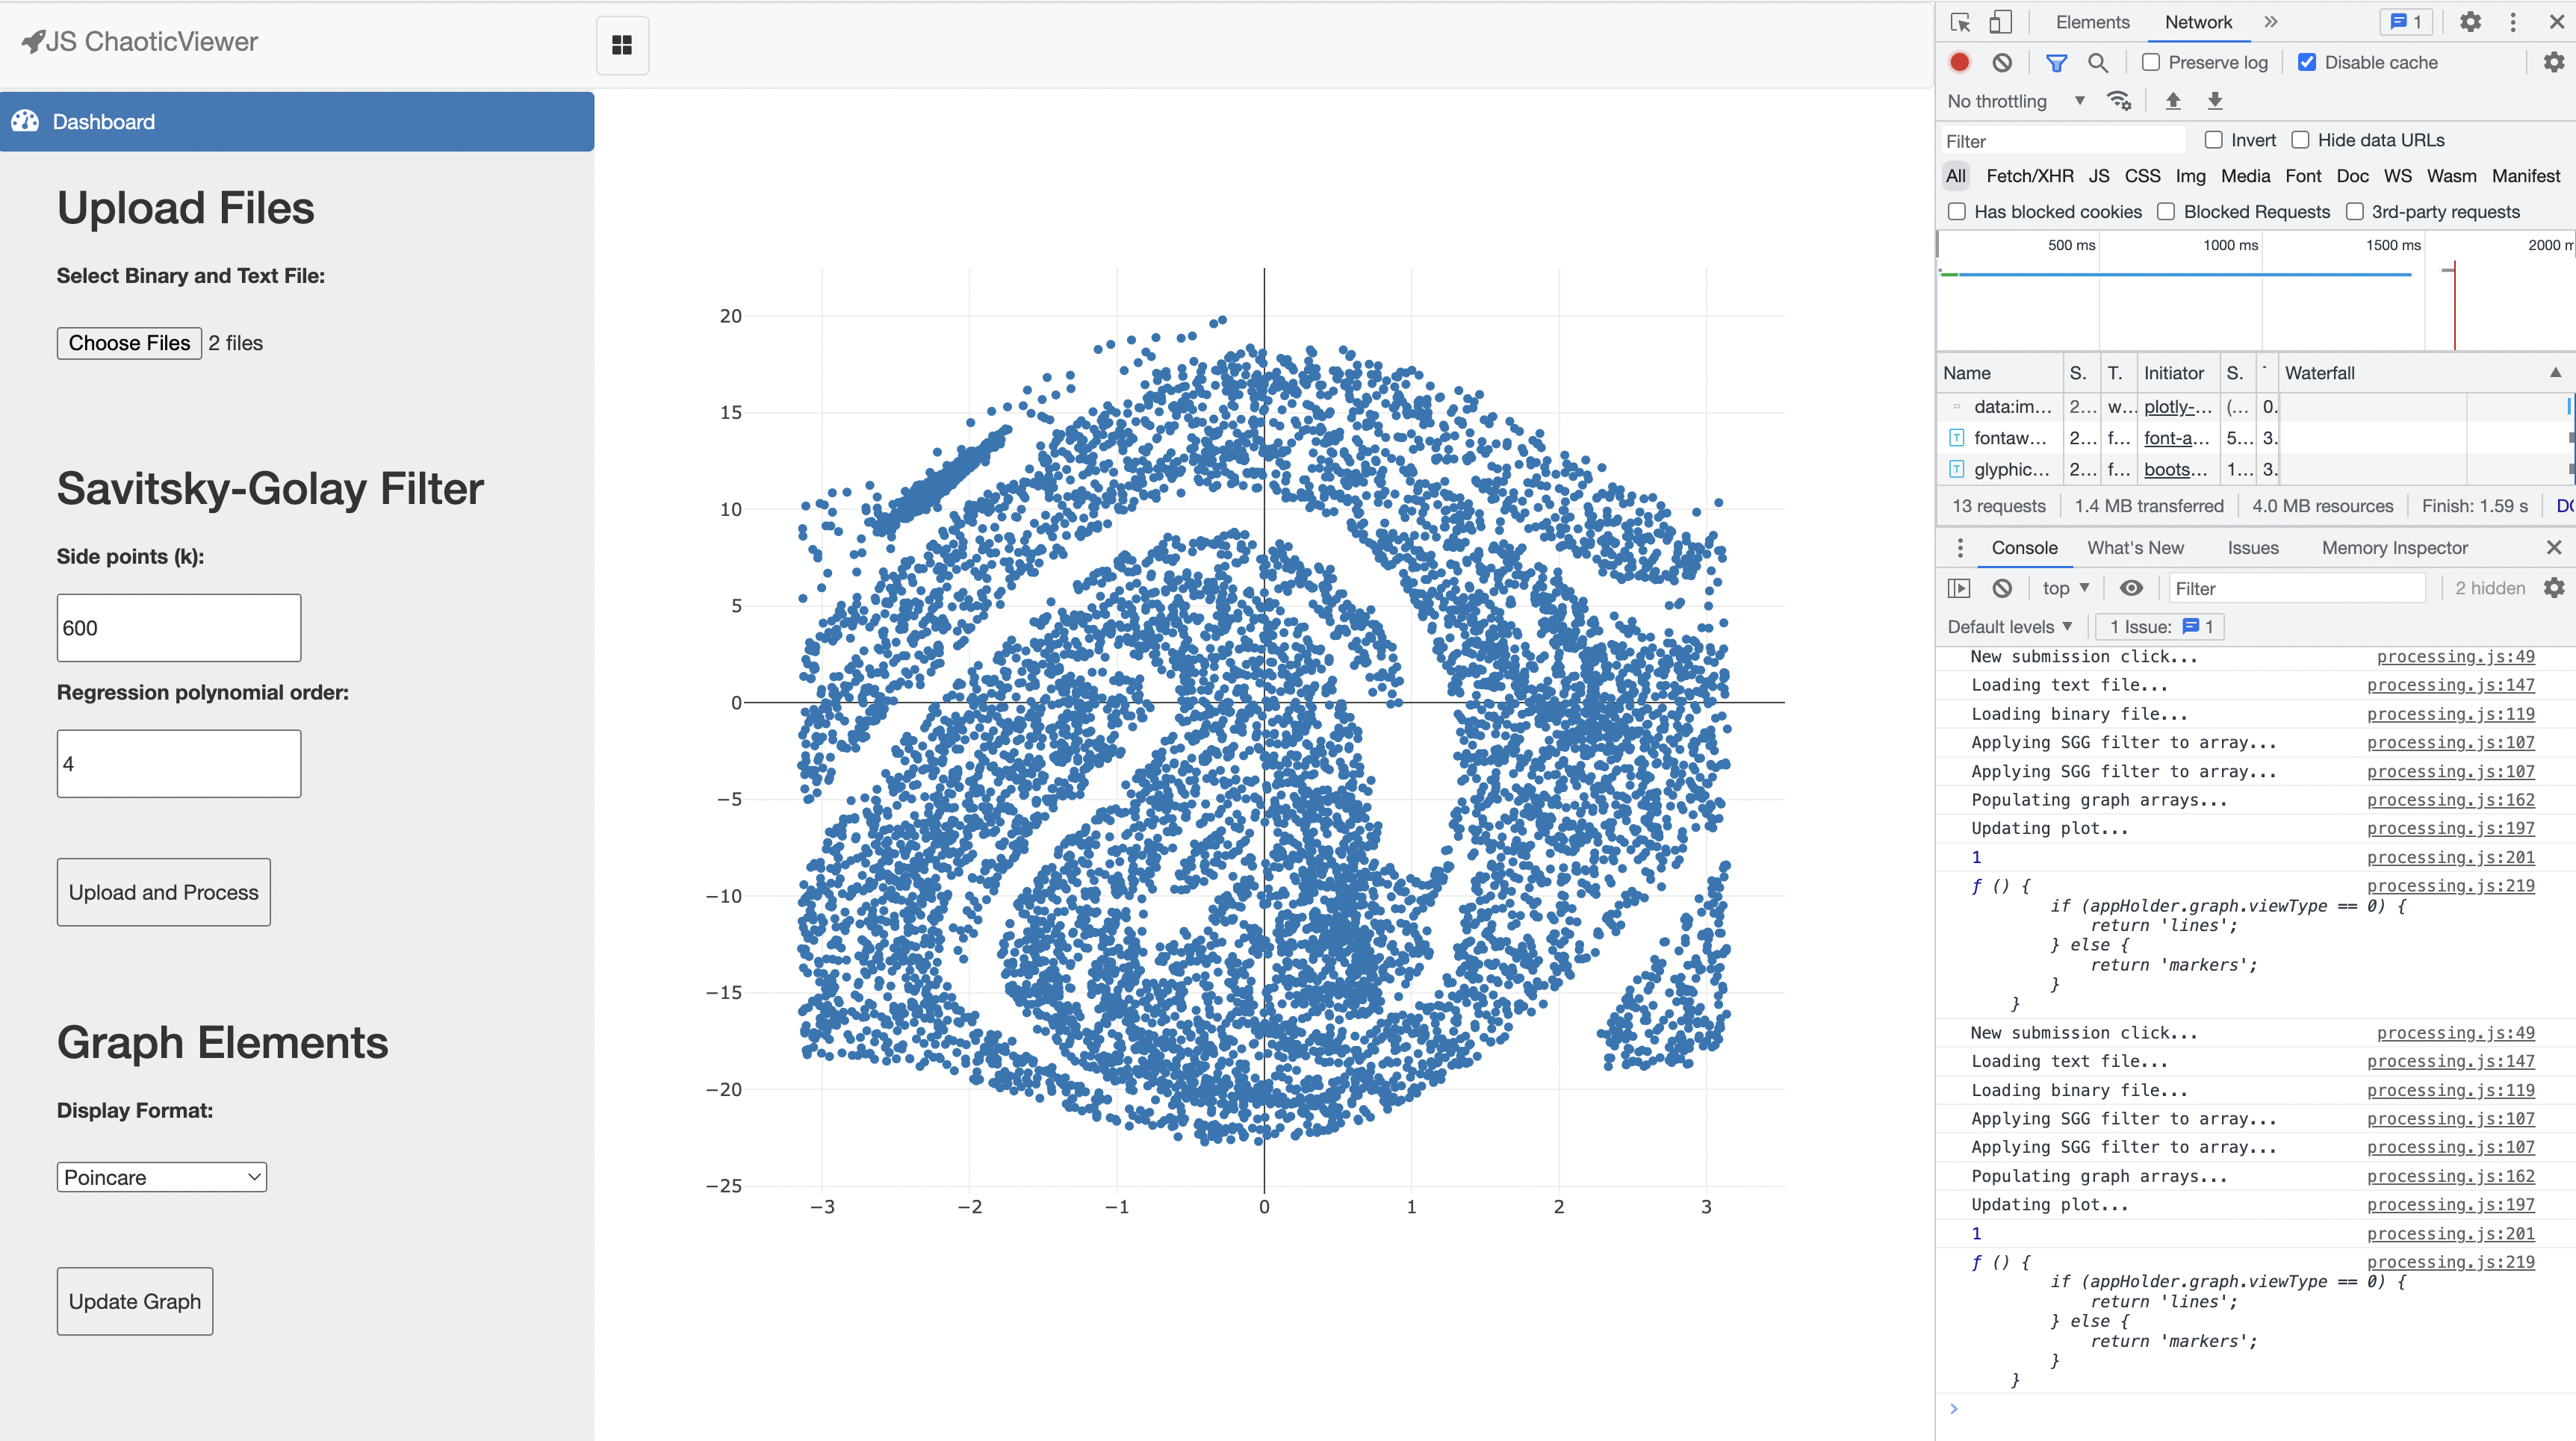 JS ChaoticViewer
Dashboard
Upload Files
Select Binary and Text File:
Choose Files 2 files
Savitsky-Golay Filter
Side points (k):
600
Regression polynomial order:
4
Upload and Process
Graph Elements
Display Format:
Poincare
Update Graph
20
15
10
5
0
−5
−10
−15
−20
−25
−3 −2 −1 0 1 2 3
Elements Network 1
Preserve log Disable cache
No throttling
Filter Invert Hide data URLs
All Fetch/XHR JS CSS Img Media Font Doc WS Wasm Manifest
Has blocked cookies Blocked Requests 3rd-party requests
500 ms 1000 ms 1500 ms 2000 m
Name S. T. Initiator S. Waterfall
data:im... 2... w... plotly-... (... 0.
fontaw... 2... f... font-a... 5... 3.
glyphic... 2... f... boots... 1... 3.
13 requests 1.4 MB transferred 4.0 MB resources Finish: 1.59 s
Console What's New Issues Memory Inspector
top Filter 2 hidden
Default levels 1 Issue: 1
New submission click... processing.js:49
Loading text file... processing.js:147
Loading binary file... processing.js:119
Applying SGG filter to array... processing.js:107
Applying SGG filter to array... processing.js:107
Populating graph arrays... processing.js:162
Updating plot... processing.js:197
1 processing.js:201
ƒ () { processing.js:219
if (appHolder.graph.viewType == 0) {
return 'lines';
} else {
return 'markers';
}
}
New submission click... processing.js:49
Loading text file... processing.js:147
Loading binary file... processing.js:119
Applying SGG filter to array... processing.js:107
Applying SGG filter to array... processing.js:107
Populating graph arrays... processing.js:162
Updating plot... processing.js:197
1 processing.js:201
ƒ () { processing.js:219
if (appHolder.graph.viewType == 0) {
return 'lines';
} else {
return 'markers';
}
}